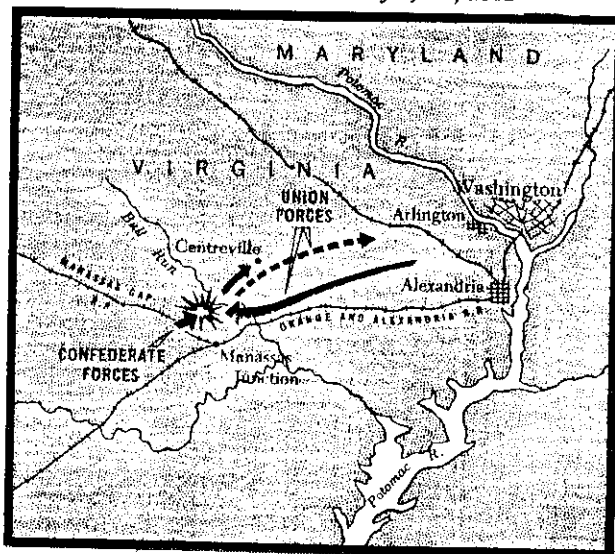 MARYLAND
Potomac
R.
VIRGINIA
Washington
UNION
FORCES
Arlington
Bull Run
Centreville
Alexandria
MANASSAS GAP
R.R.
ORANGE AND ALEXANDRIA R.R.
CONFEDERATE
FORCES
Manassas
Junction
Potomac R.